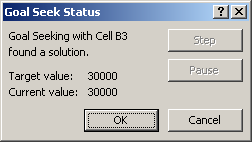 Goal Seek Status
Goal Seeking with Cell B3
found a solution.
Step
Target value: 30000
Pause
Current value: 30000
OK
Cancel